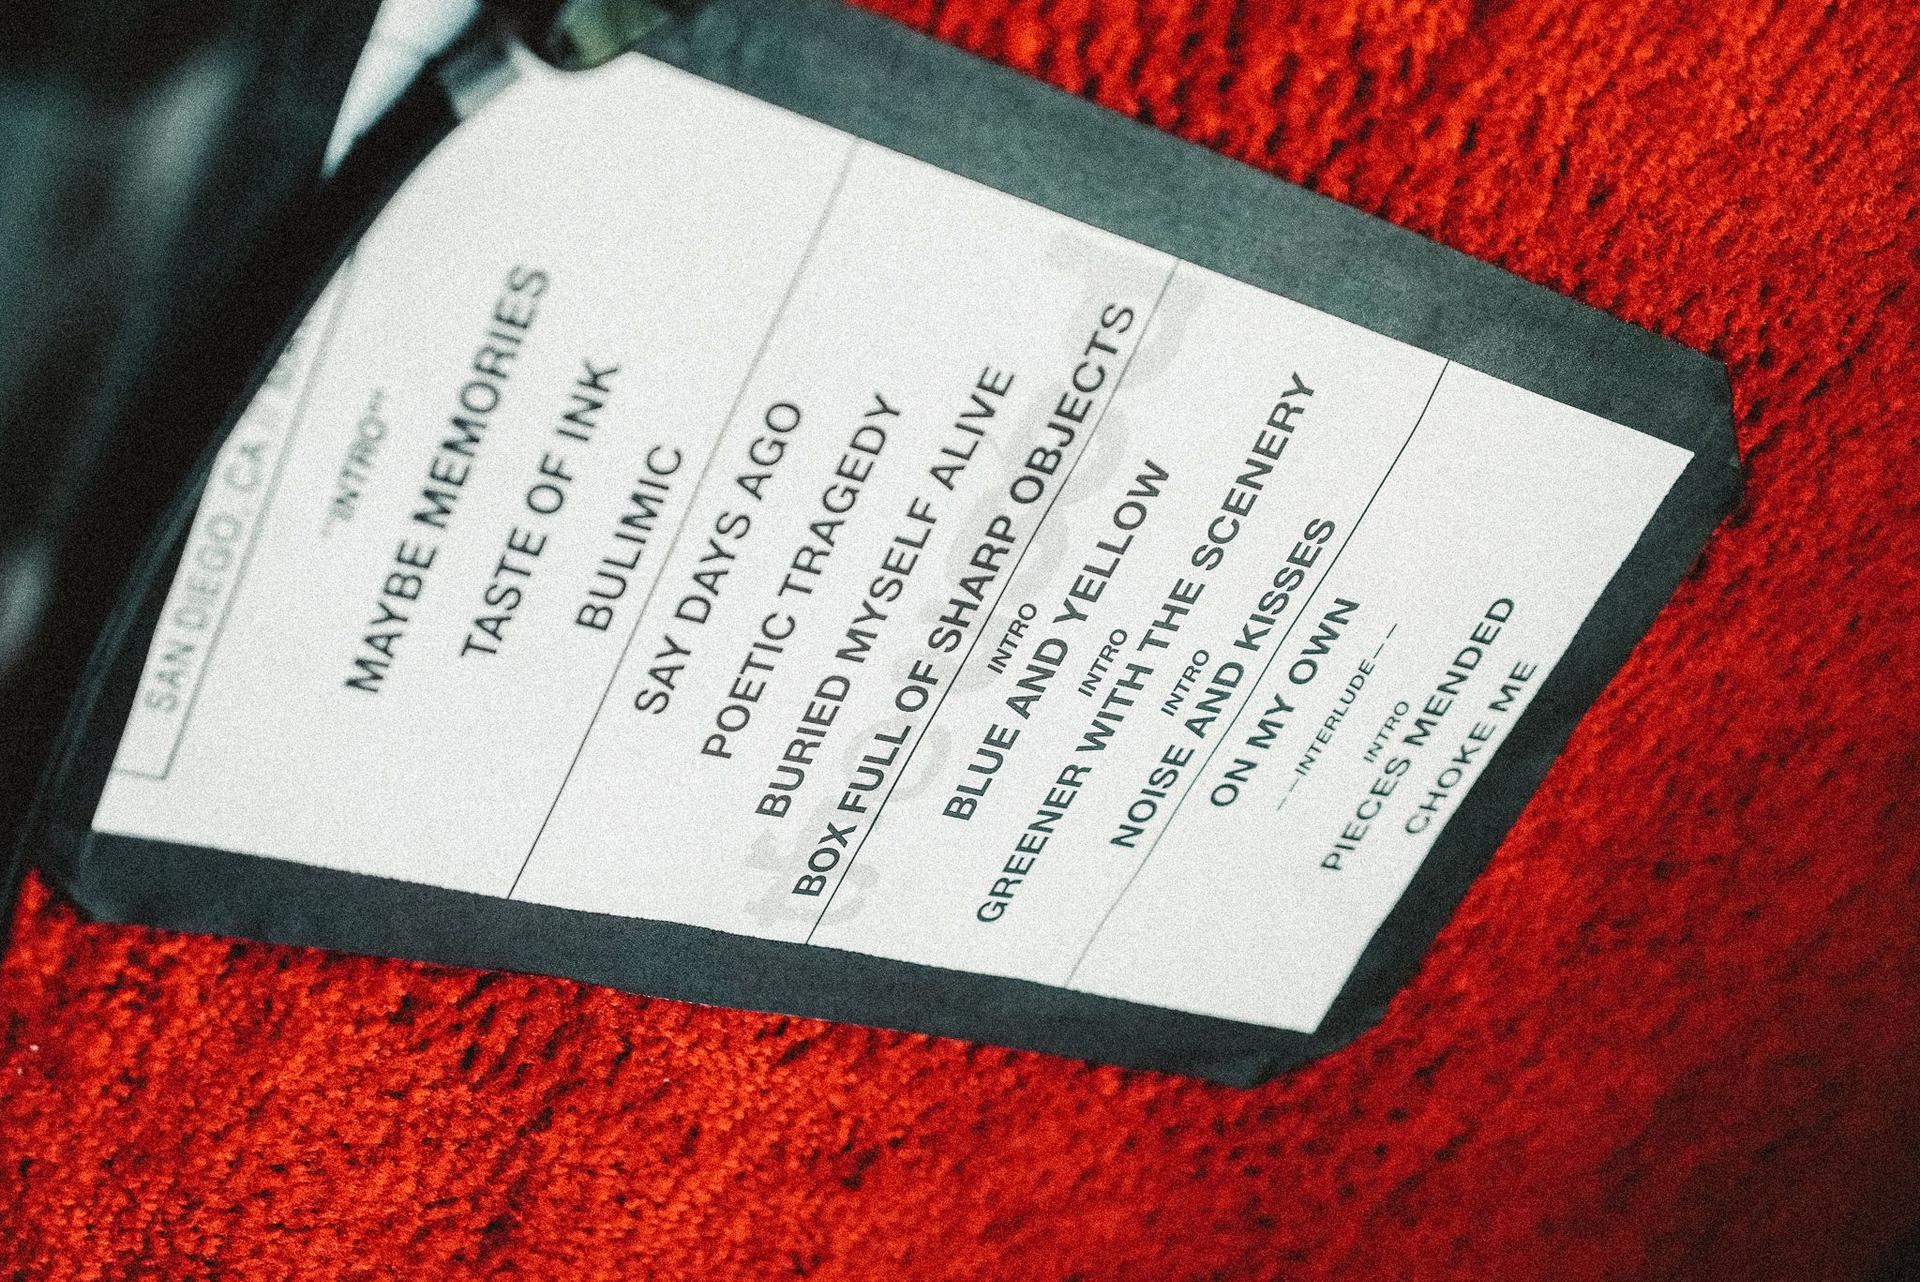 SAN DIEGO, CA //
"INTRO"
MAYBE MEMORIES
TASTE OF INK
BULIMIC
SAY DAYS AGO
POETIC TRAGEDY
BURIED MYSELF ALIVE
BOX FULL OF SHARP OBJECTS
INTRO
BLUE AND YELLOW
INTRO
GREENER WITH THE SCENERY
INTRO
NOISE AND KISSES
ON MY OWN
--INTERLUDE--
INTRO
PIECES MENDED
CHOKE ME